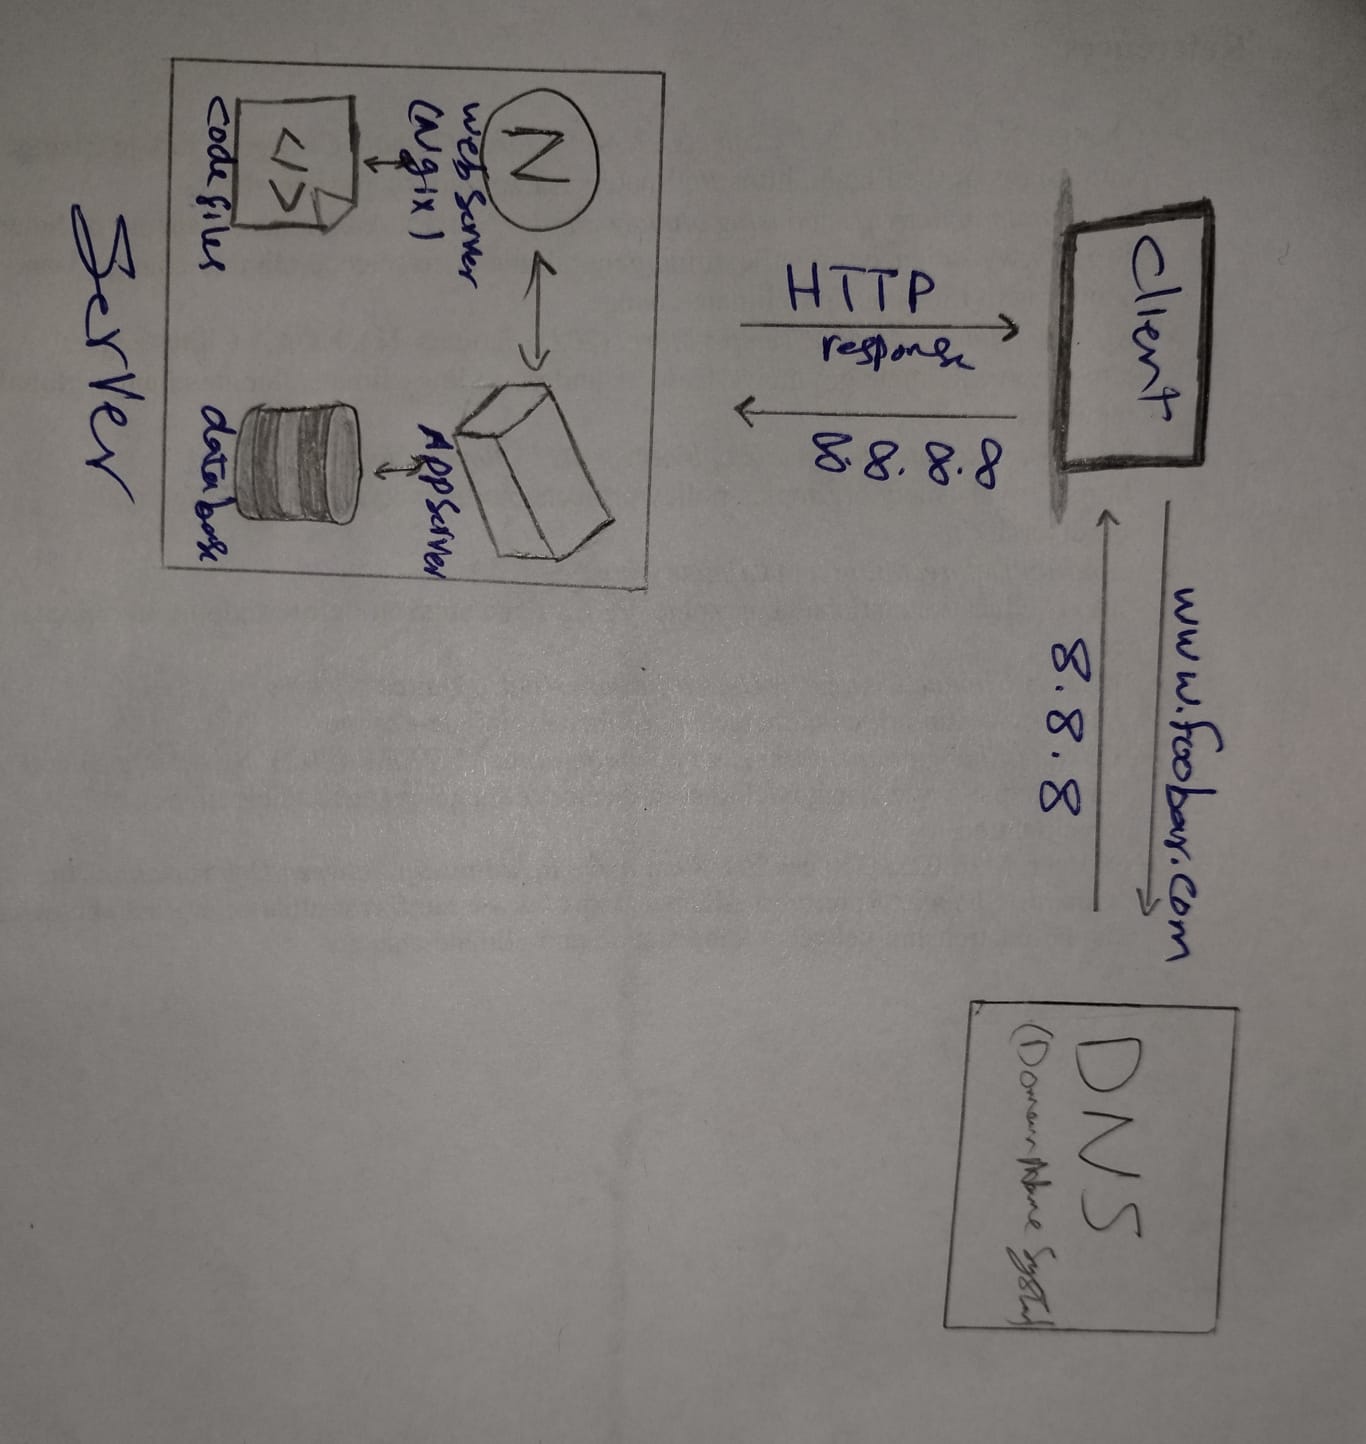 Client
www.foobar.com
8.8.8
DNS
(Domain Name System)
HTTP
response
8.8.8.8
N
Web Server
(Ngix)
App Server
</>
code files
database
Server